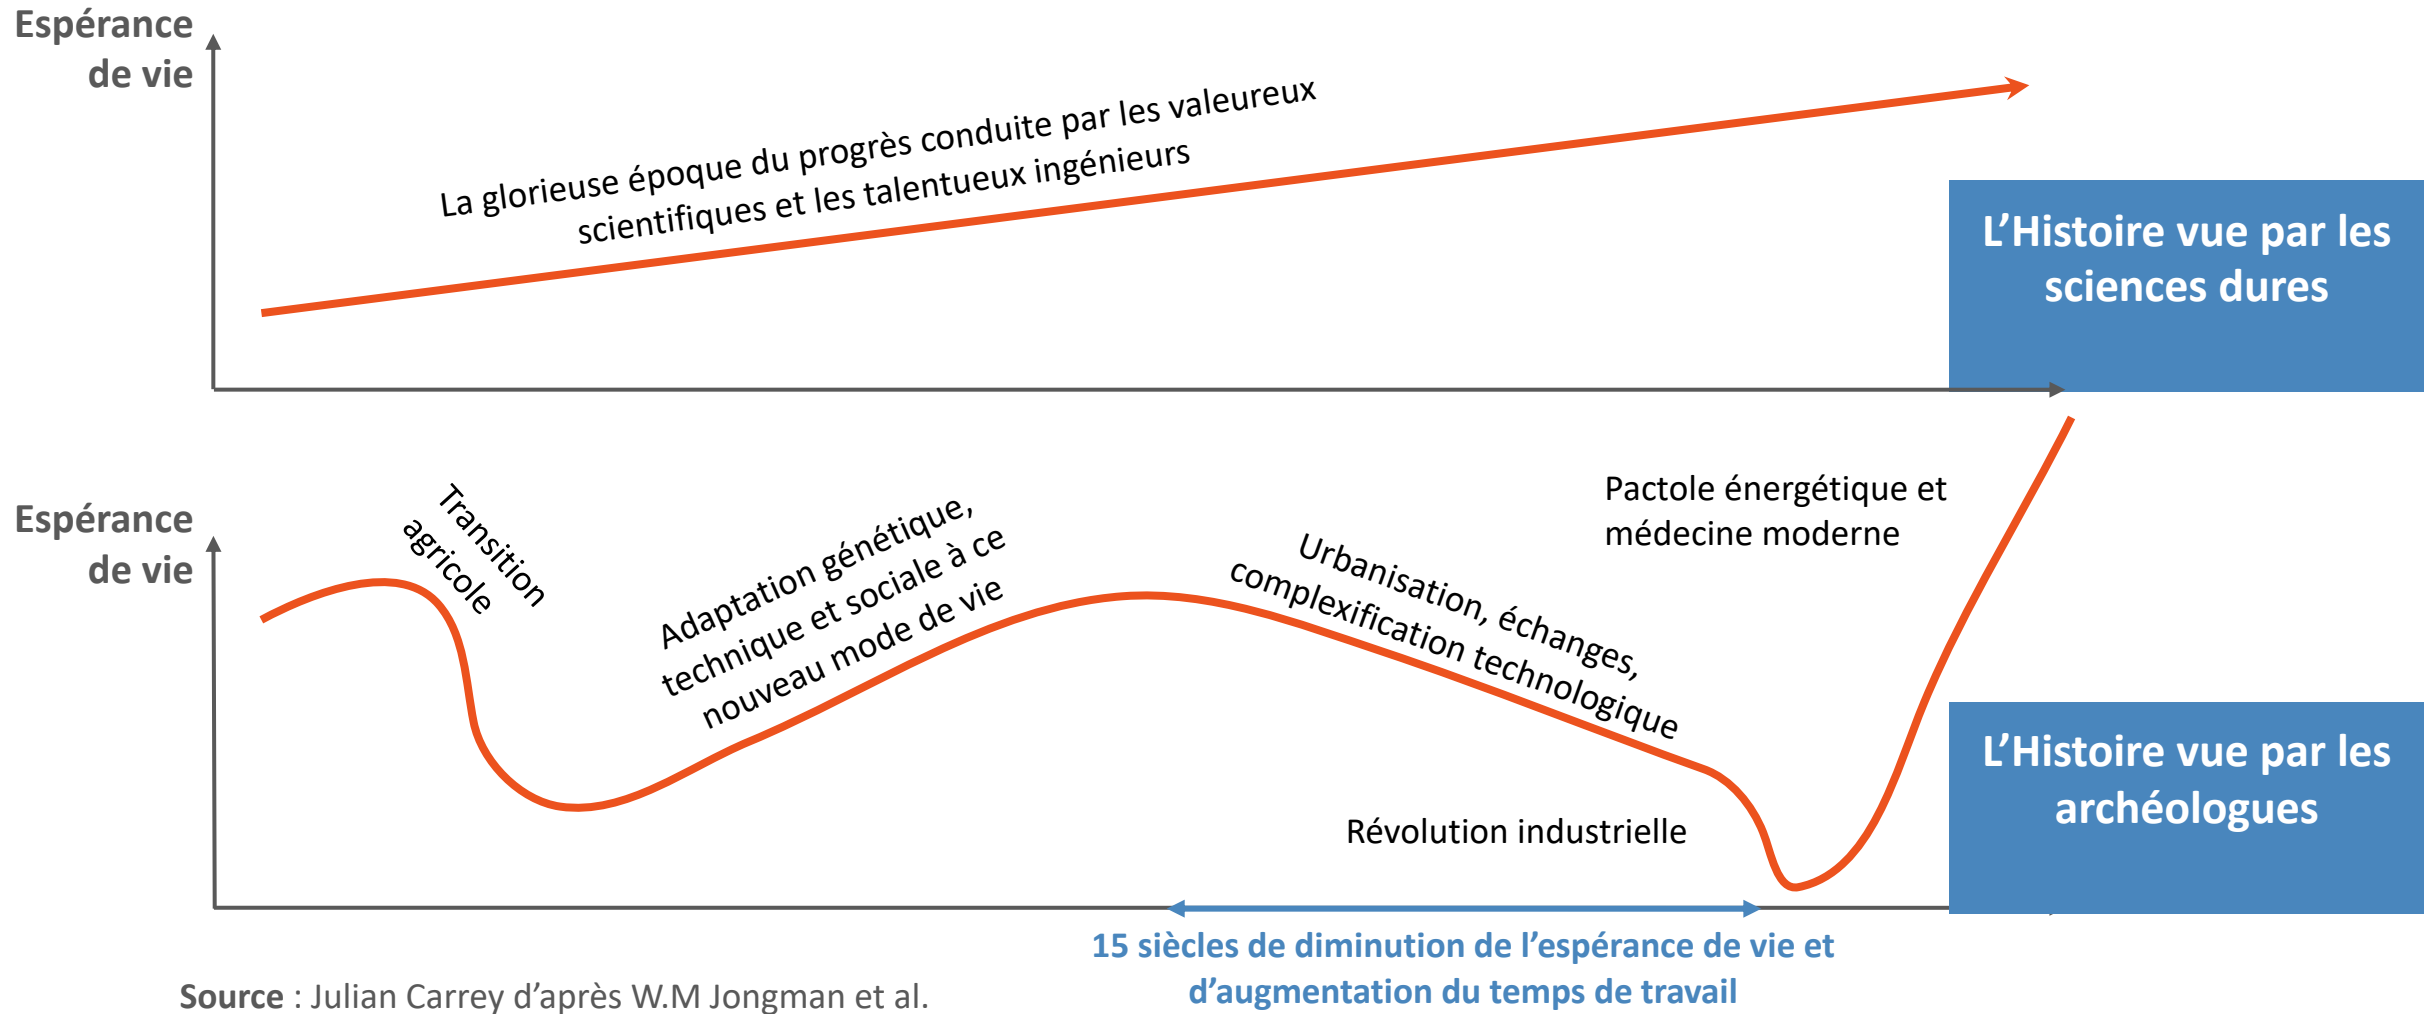 Espérance
de vie
La glorieuse époque du progrès conduite par les valeureux
scientifiques et les talentueux ingénieurs
L’Histoire vue par les
sciences dures
Espérance
de vie
Transition
agricole
Adaptation génétique,
technique et sociale à ce
nouveau mode de vie
Urbanisation, échanges,
complexification technologique
Pactole énergétique et
médecine moderne
Révolution industrielle
L’Histoire vue par les
archéologues
15 siècles de diminution de l’espérance de vie et
d’augmentation du temps de travail
Source : Julian Carrey d’après W.M Jongman et al.